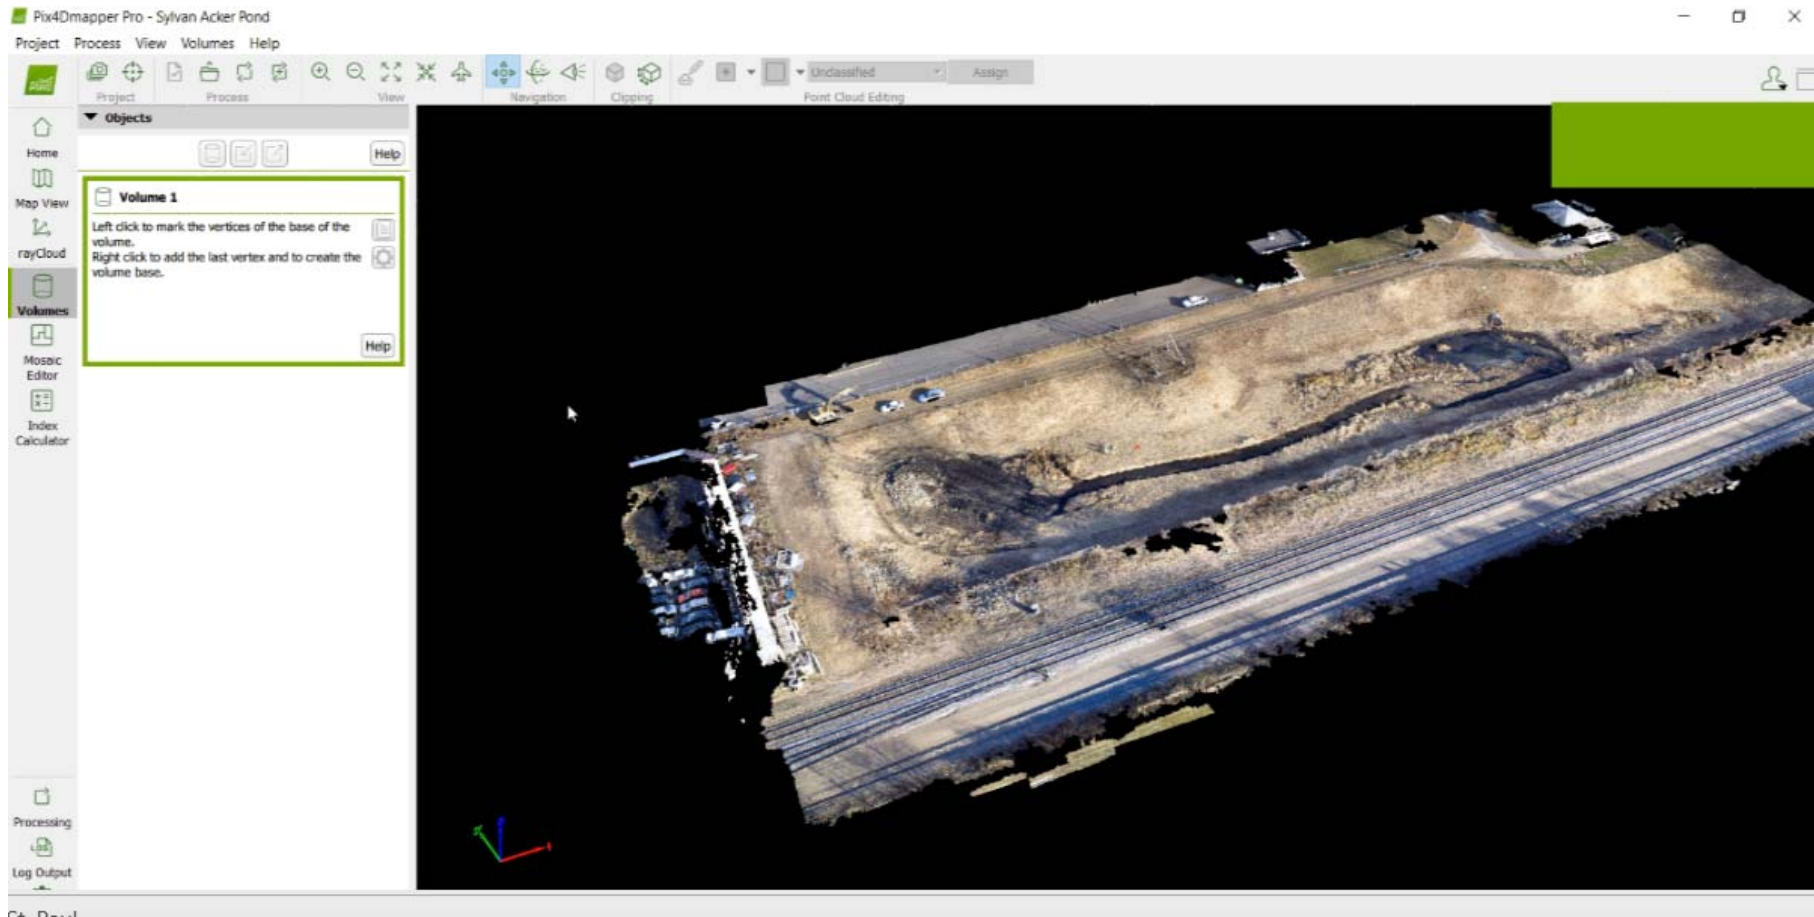 Pix4Dmapper Pro - Sylvan Acker Pond
Project Process View Volumes Help
Project Process View Navigation Clipping Point Cloud Editing
Unclassified
Assign
Objects
Help
Volume 1
Left click to mark the vertices of the base of the
volume.
Right click to add the last vertex and to create the
volume base.
Help
Home
Map View
rayCloud
Volumes
Mosaic
Editor
Index
Calculator
Processing
Log Output